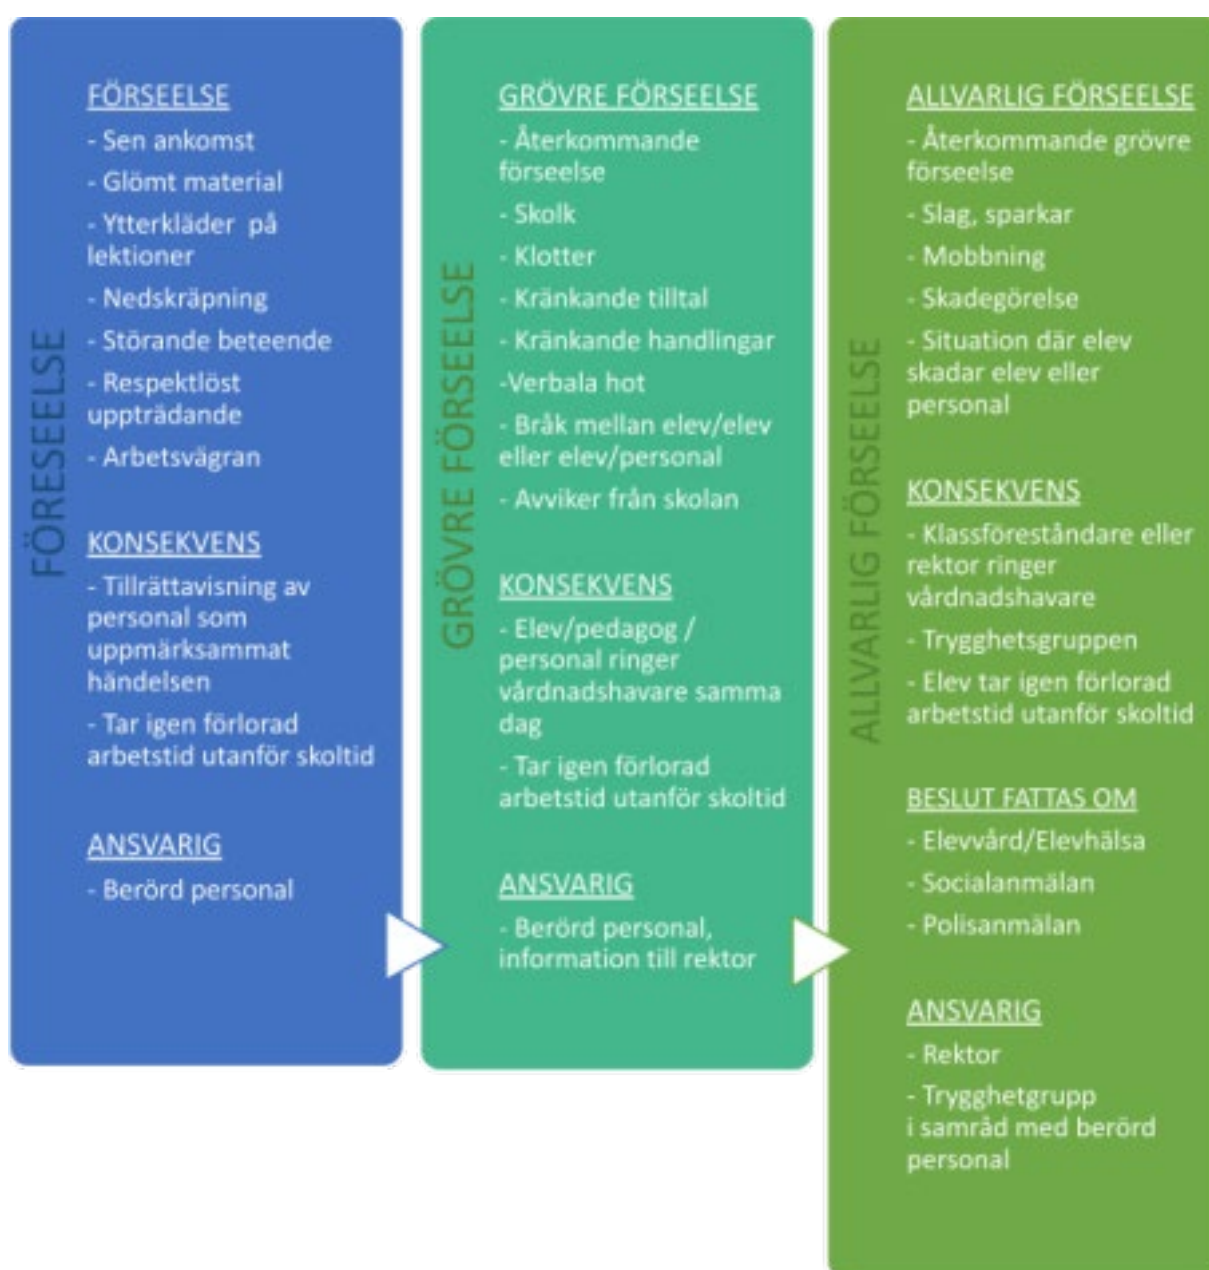 FÖRESEELSE
FÖRSEELSE
- Sen ankomst
- Glömt material
- Ytterkläder på
lektioner
- Nedskräpning
- Störande beteende
- Respektlöst
uppträdande
- Arbetsvägran
KONSEKVENS
- Tillrättavisning av
personal som
uppmärksammat
händelsen
- Tar igen förlorad
arbetstid utanför skoltid
ANSVARIG
- Berörd personal
GRÖVRE FÖRSEELSE
GRÖVRE FÖRSEELSE
- Återkommande
förseelse
- Skolk
- Klotter
- Kränkande tilltal
- Kränkande handlingar
-Verbala hot
- Bråk mellan elev/elev
eller elev/personal
- Avviker från skolan
KONSEKVENS
- Elev/pedagog /
personal ringer
vårdnadshavare samma
dag
- Tar igen förlorad
arbetstid utanför skoltid
ANSVARIG
- Berörd personal,
information till rektor
ALLVARLIG FÖRSEELSE
ALLVARLIG FÖRSEELSE
- Återkommande grövre
förseelse
- Slag, sparkar
- Mobbning
- Skadegörelse
- Situation där elev
skadar elev eller
personal
KONSEKVENS
- Klassföreståndare eller
rektor ringer
vårdnadshavare
- Trygghetsgruppen
- Elev tar igen förlorad
arbetstid utanför skoltid
BESLUT FATTAS OM
- Elevvård/Elevhälsa
- Socialanmälan
- Polisanmälan
ANSVARIG
- Rektor
- Trygghetgrupp
i samråd med berörd
personal